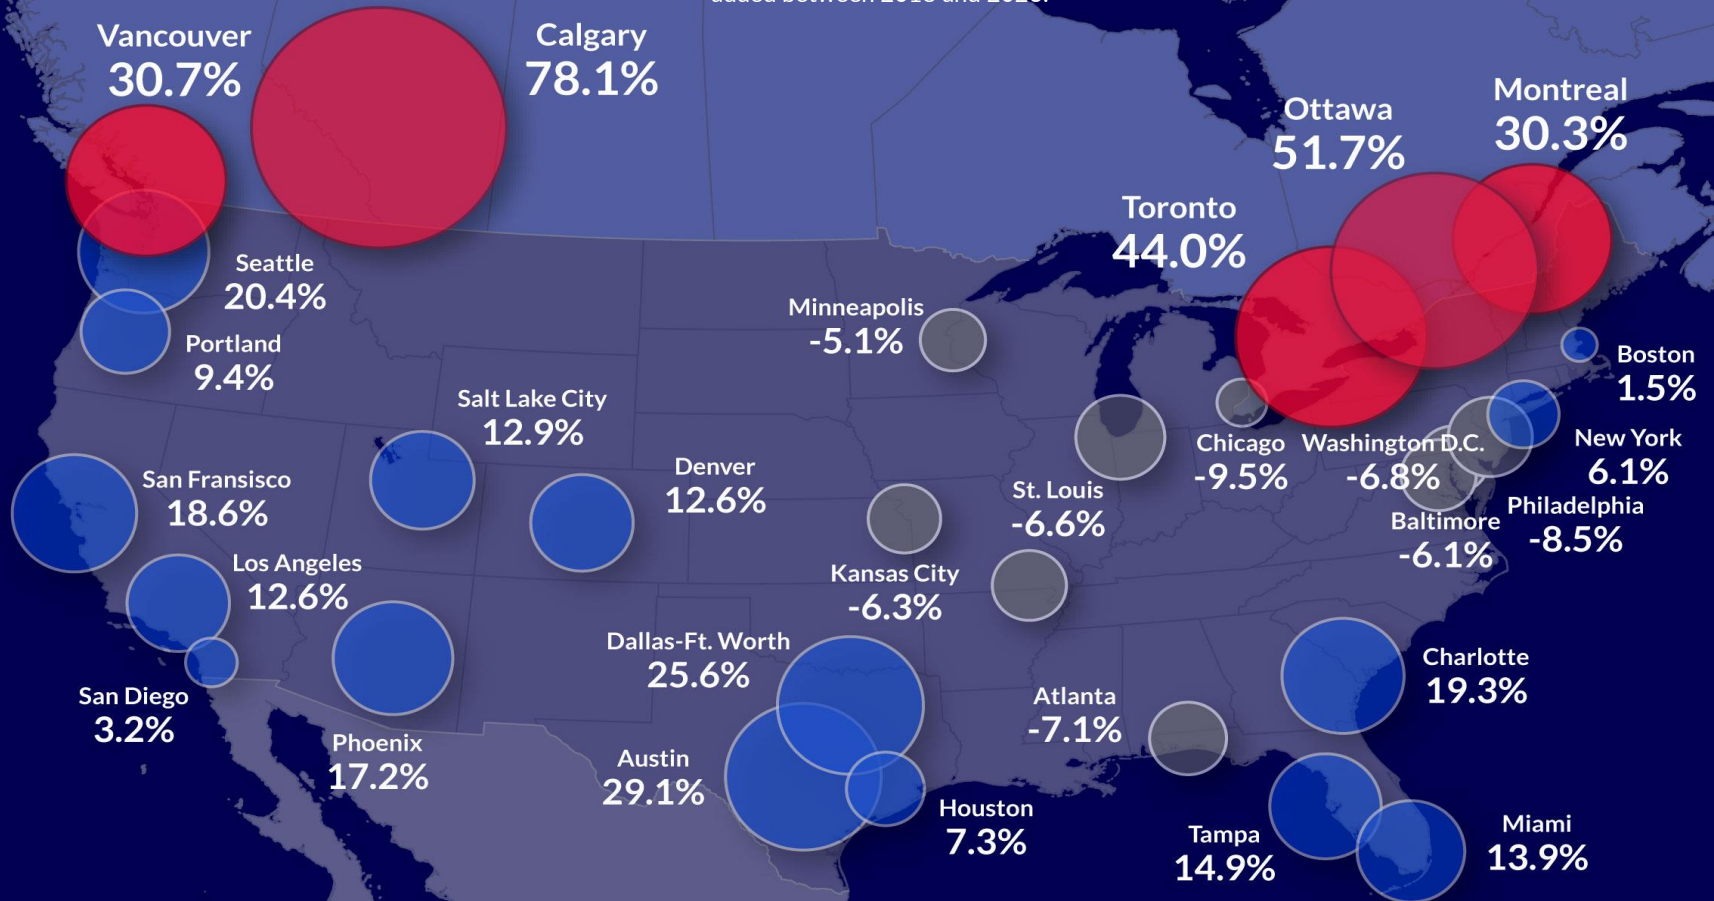 Vancouver
30.7%
Calgary
78.1%
Montreal
30.3%
Ottawa
51.7%
Toronto
44.0%
Seattle
20.4%
Portland
9.4%
Minneapolis
-5.1%
Boston
1.5%
Salt Lake City
12.9%
Denver
12.6%
Chicago
-9.5%
Washington D.C.
-6.8%
New York
6.1%
San Fransisco
18.6%
St. Louis
-6.6%
Philadelphia
-8.5%
Baltimore
-6.1%
Los Angeles
12.6%
Kansas City
-6.3%
Dallas-Ft. Worth
25.6%
Charlotte
19.3%
San Diego
3.2%
Atlanta
-7.1%
Phoenix
17.2%
Austin
29.1%
Houston
7.3%
Tampa
14.9%
Miami
13.9%